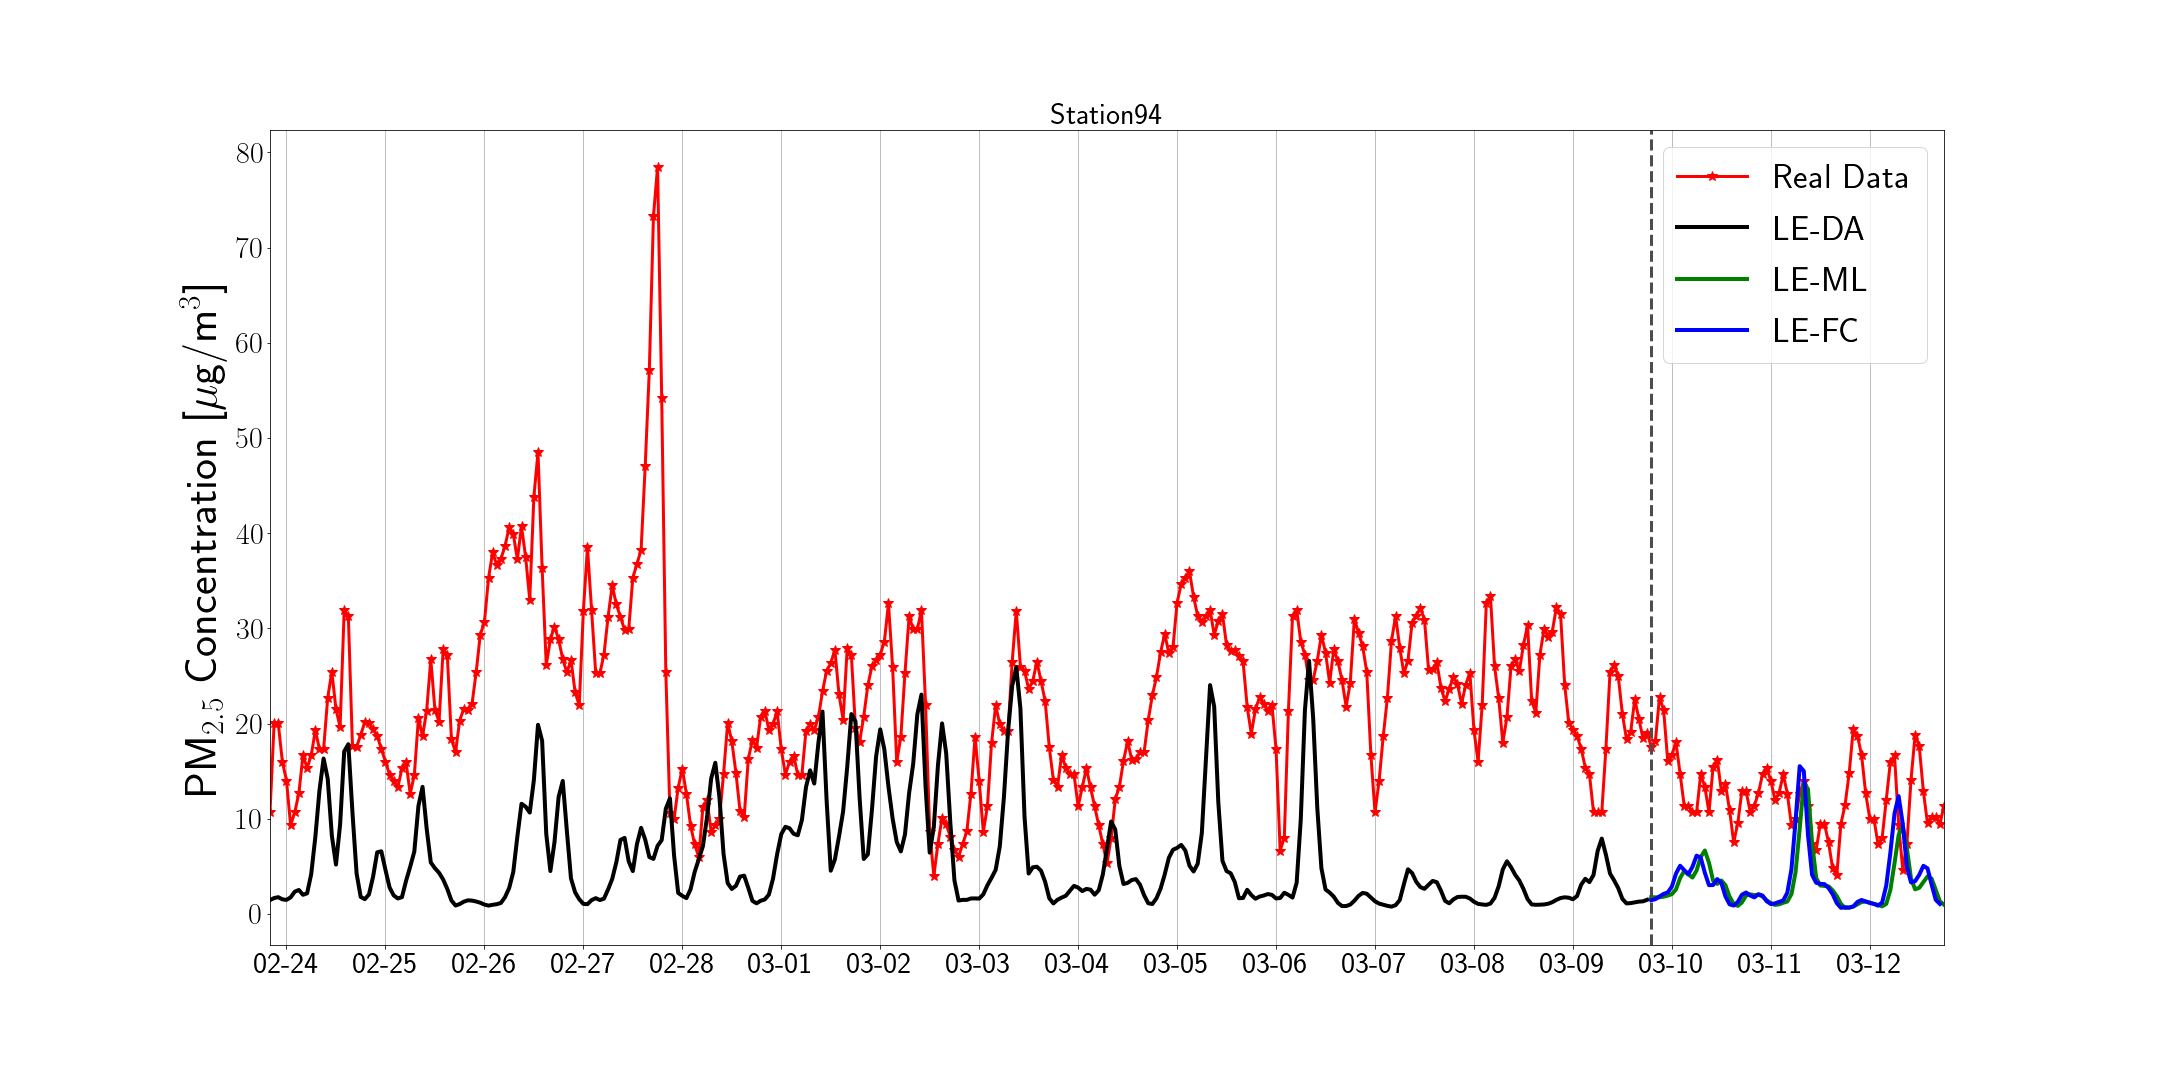 Station94
PM2.5 Concentration [μg/m³]
80
70
60
50
40
30
20
10
0
Real Data
LE-DA
LE-ML
LE-FC
02-24 02-25 02-26 02-27 02-28 03-01 03-02 03-03 03-04 03-05 03-06 03-07 03-08 03-09 03-10 03-11 03-12